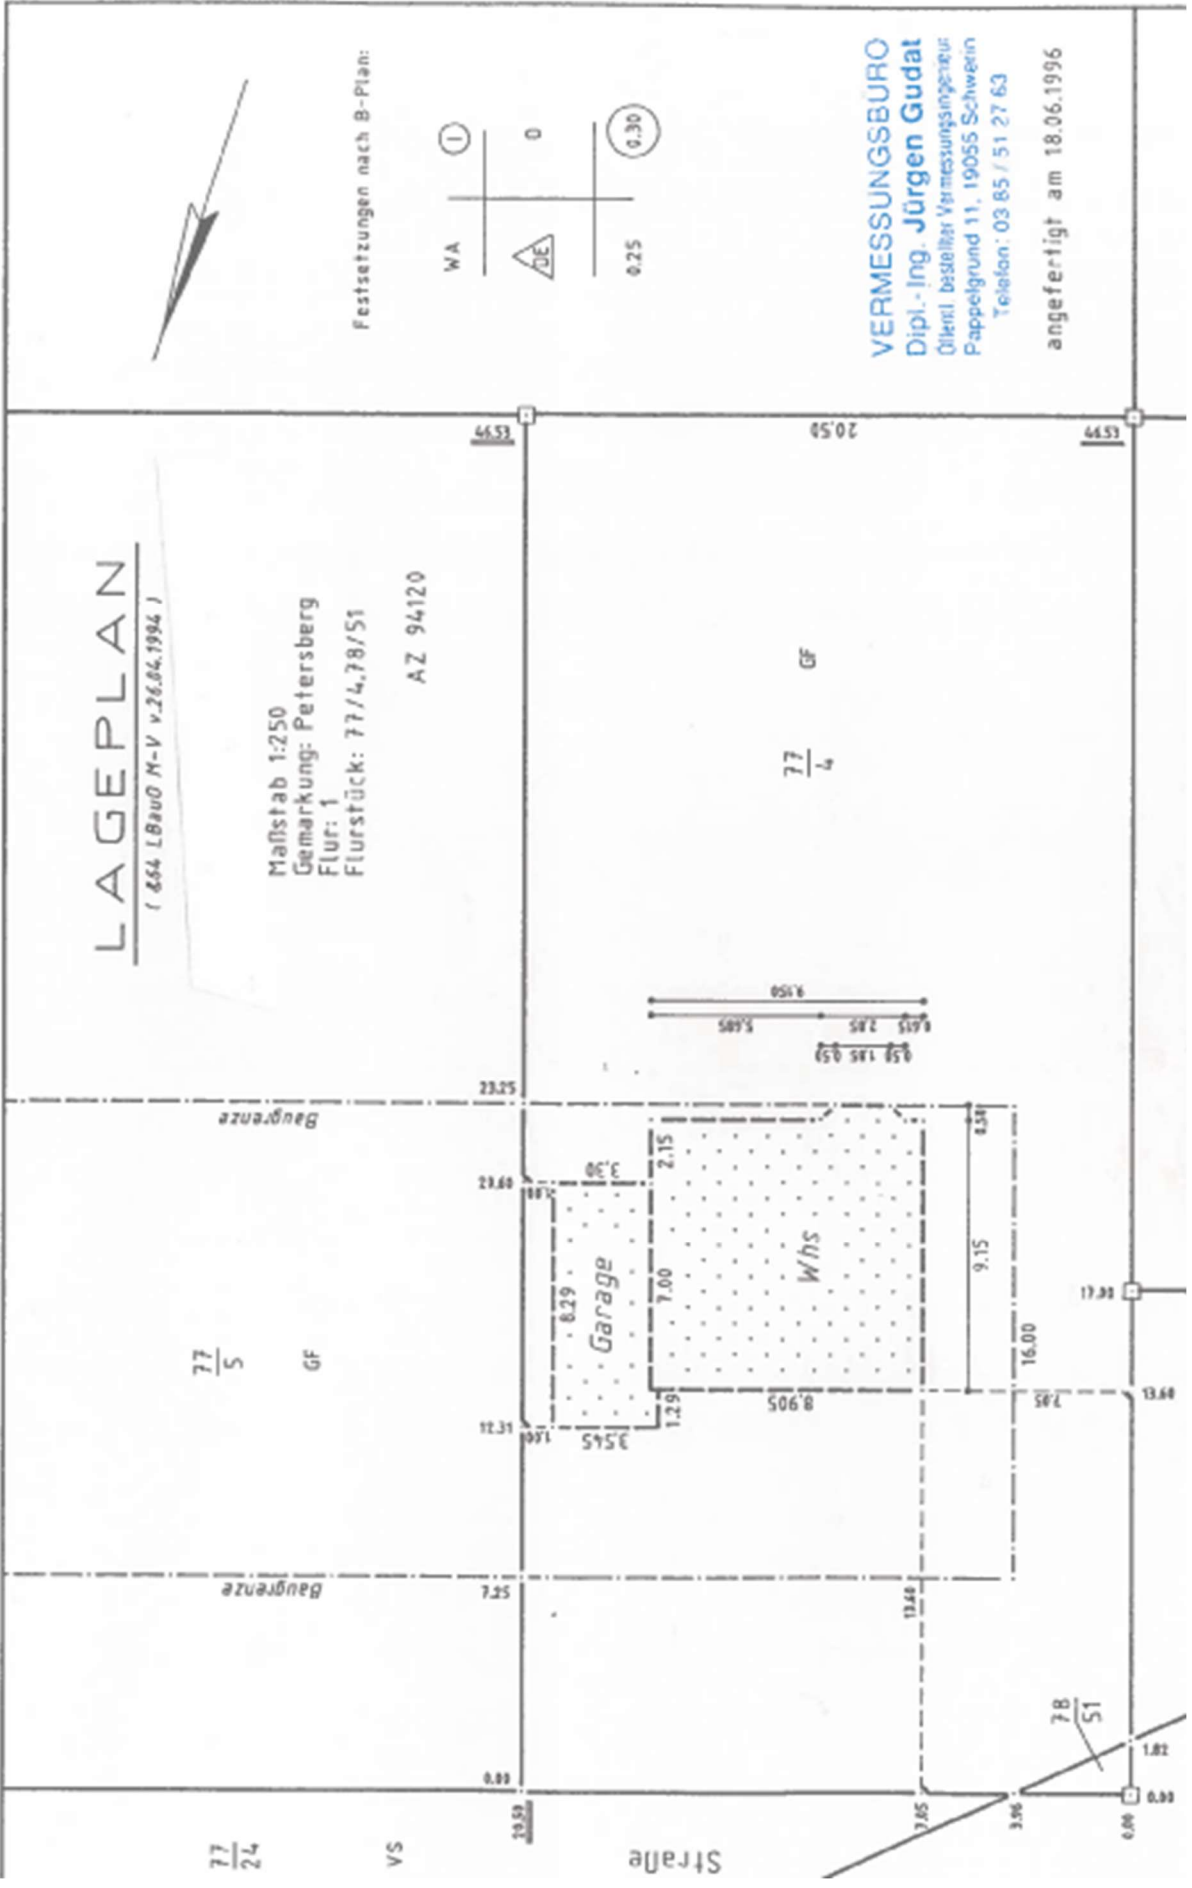 LAGEPLAN
( §64 LBauO M-V v.26.04.1994 )
Maßstab 1:250
Gemarkung: Petersberg
Flur: 1
Flurstück: 77/4,78/51
AZ 94120
Festsetzungen nach B-Plan:
WA
I
DE
O
0.25
0.30
VERMESSUNGSBÜRO
Dipl.-Ing. Jürgen Gudat
Öffentl. bestellter Vermessungsingenieur
Pappelgrund 11, 19055 Schwerin
Telefon: 03 85 / 51 27 63
angefertigt am 18.06.1996
46.53
20.50
46.53
GF
77
4
Baugrenze
23.25
9.150
5.685
2.85
0.615
0.50
1.85
0.50
77
5
GF
20.60
1.00
3.30
2.15
0.50
8.29
Garage
7.00
Whs
9.15
17.00
12.31
1.00
3.545
1.29
8.905
16.00
7.05
13.60
Baugrenze
7.25
13.60
78
51
1.82
0.00
0.00
77
24
VS
20.50
Straße
7.05
3.96
0.00